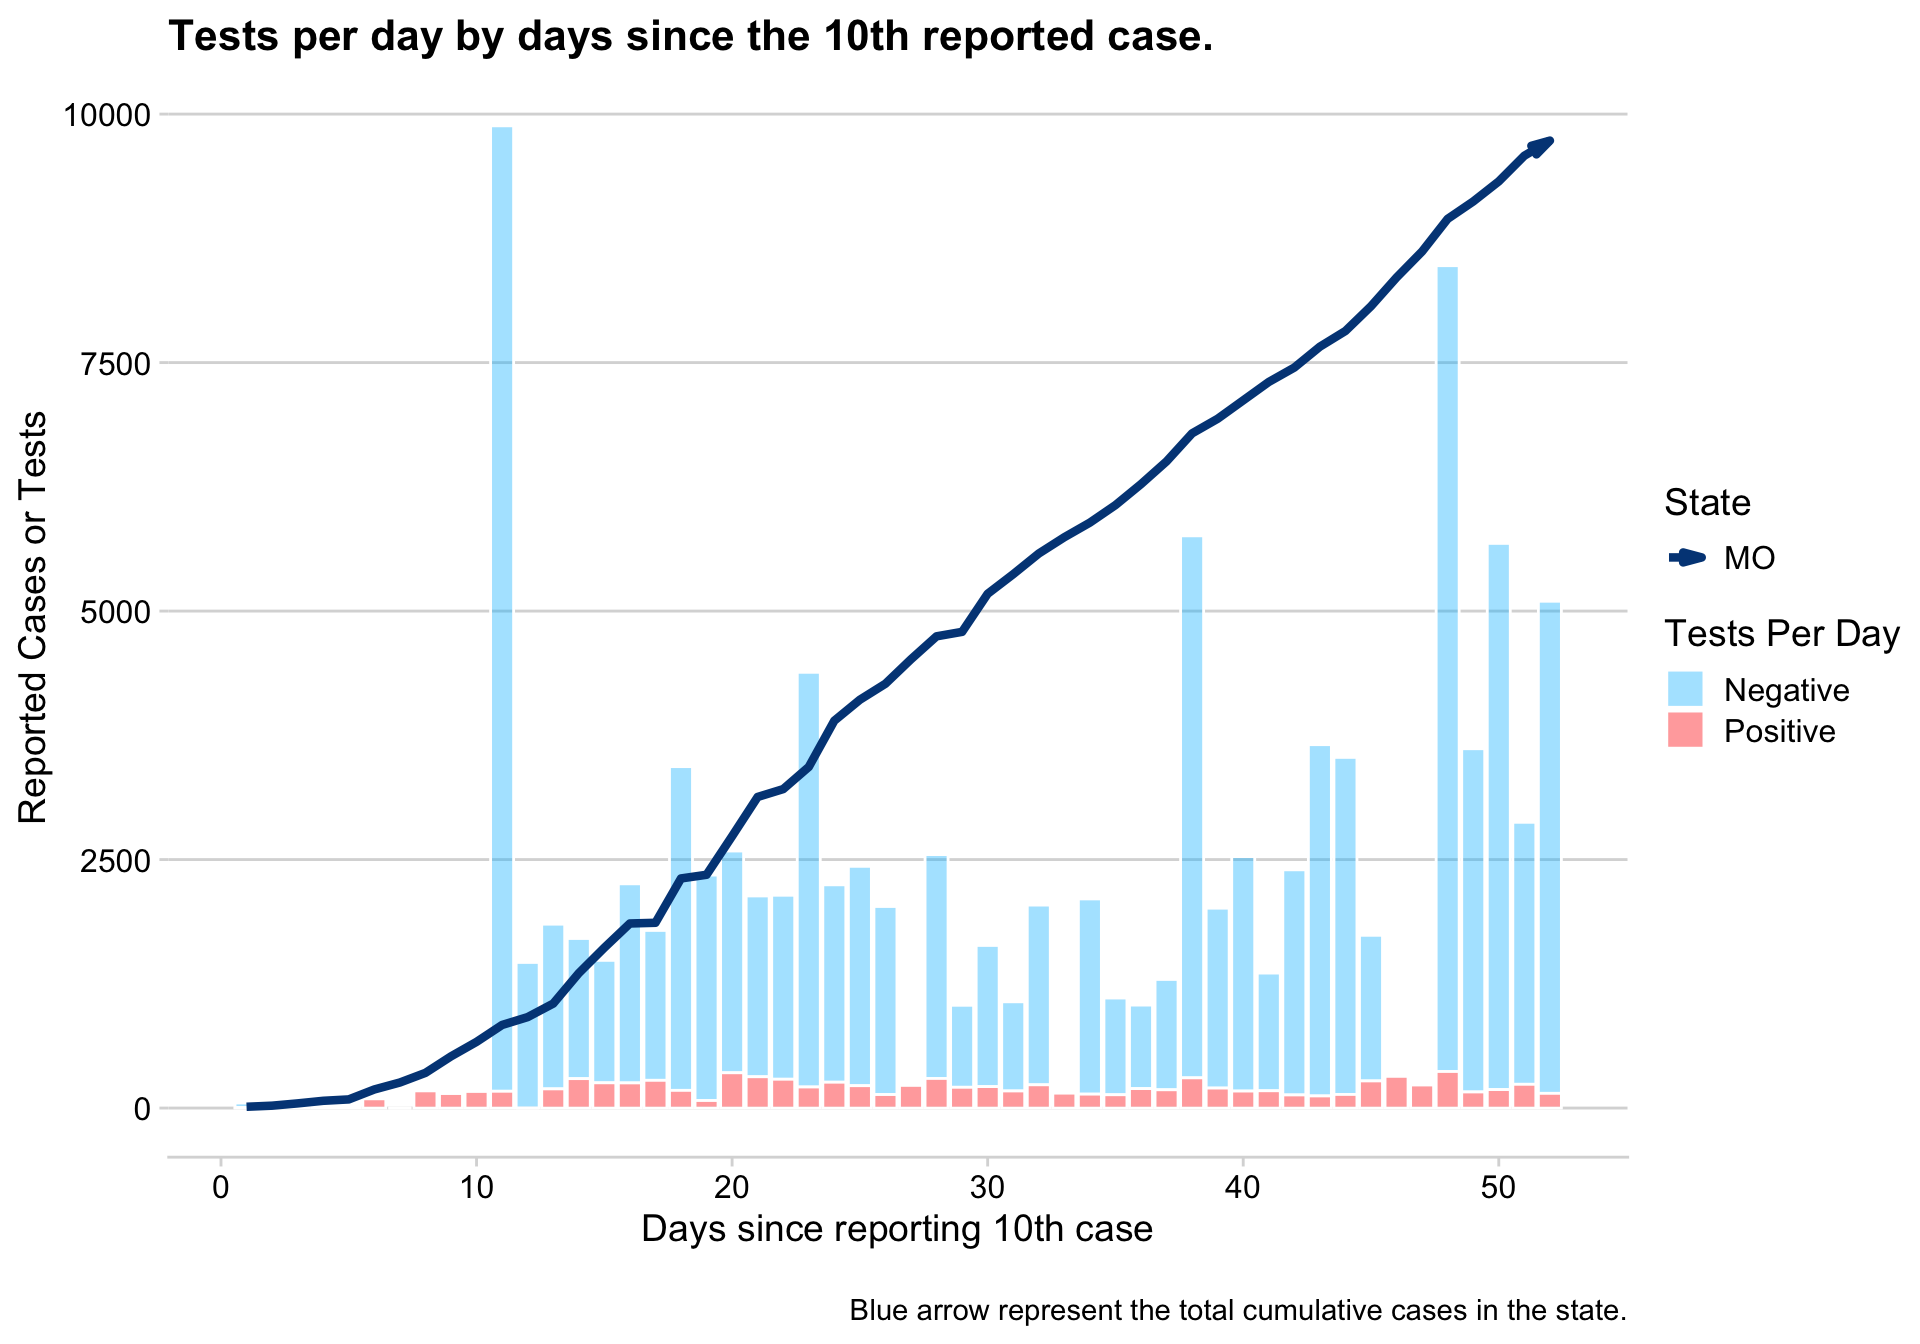 Tests per day by days since the 10th reported case.
10000
7500
5000
2500
0
Reported Cases or Tests
0 10 20 30 40 50
Days since reporting 10th case
State
MO
Tests Per Day
Negative
Positive
Blue arrow represent the total cumulative cases in the state.